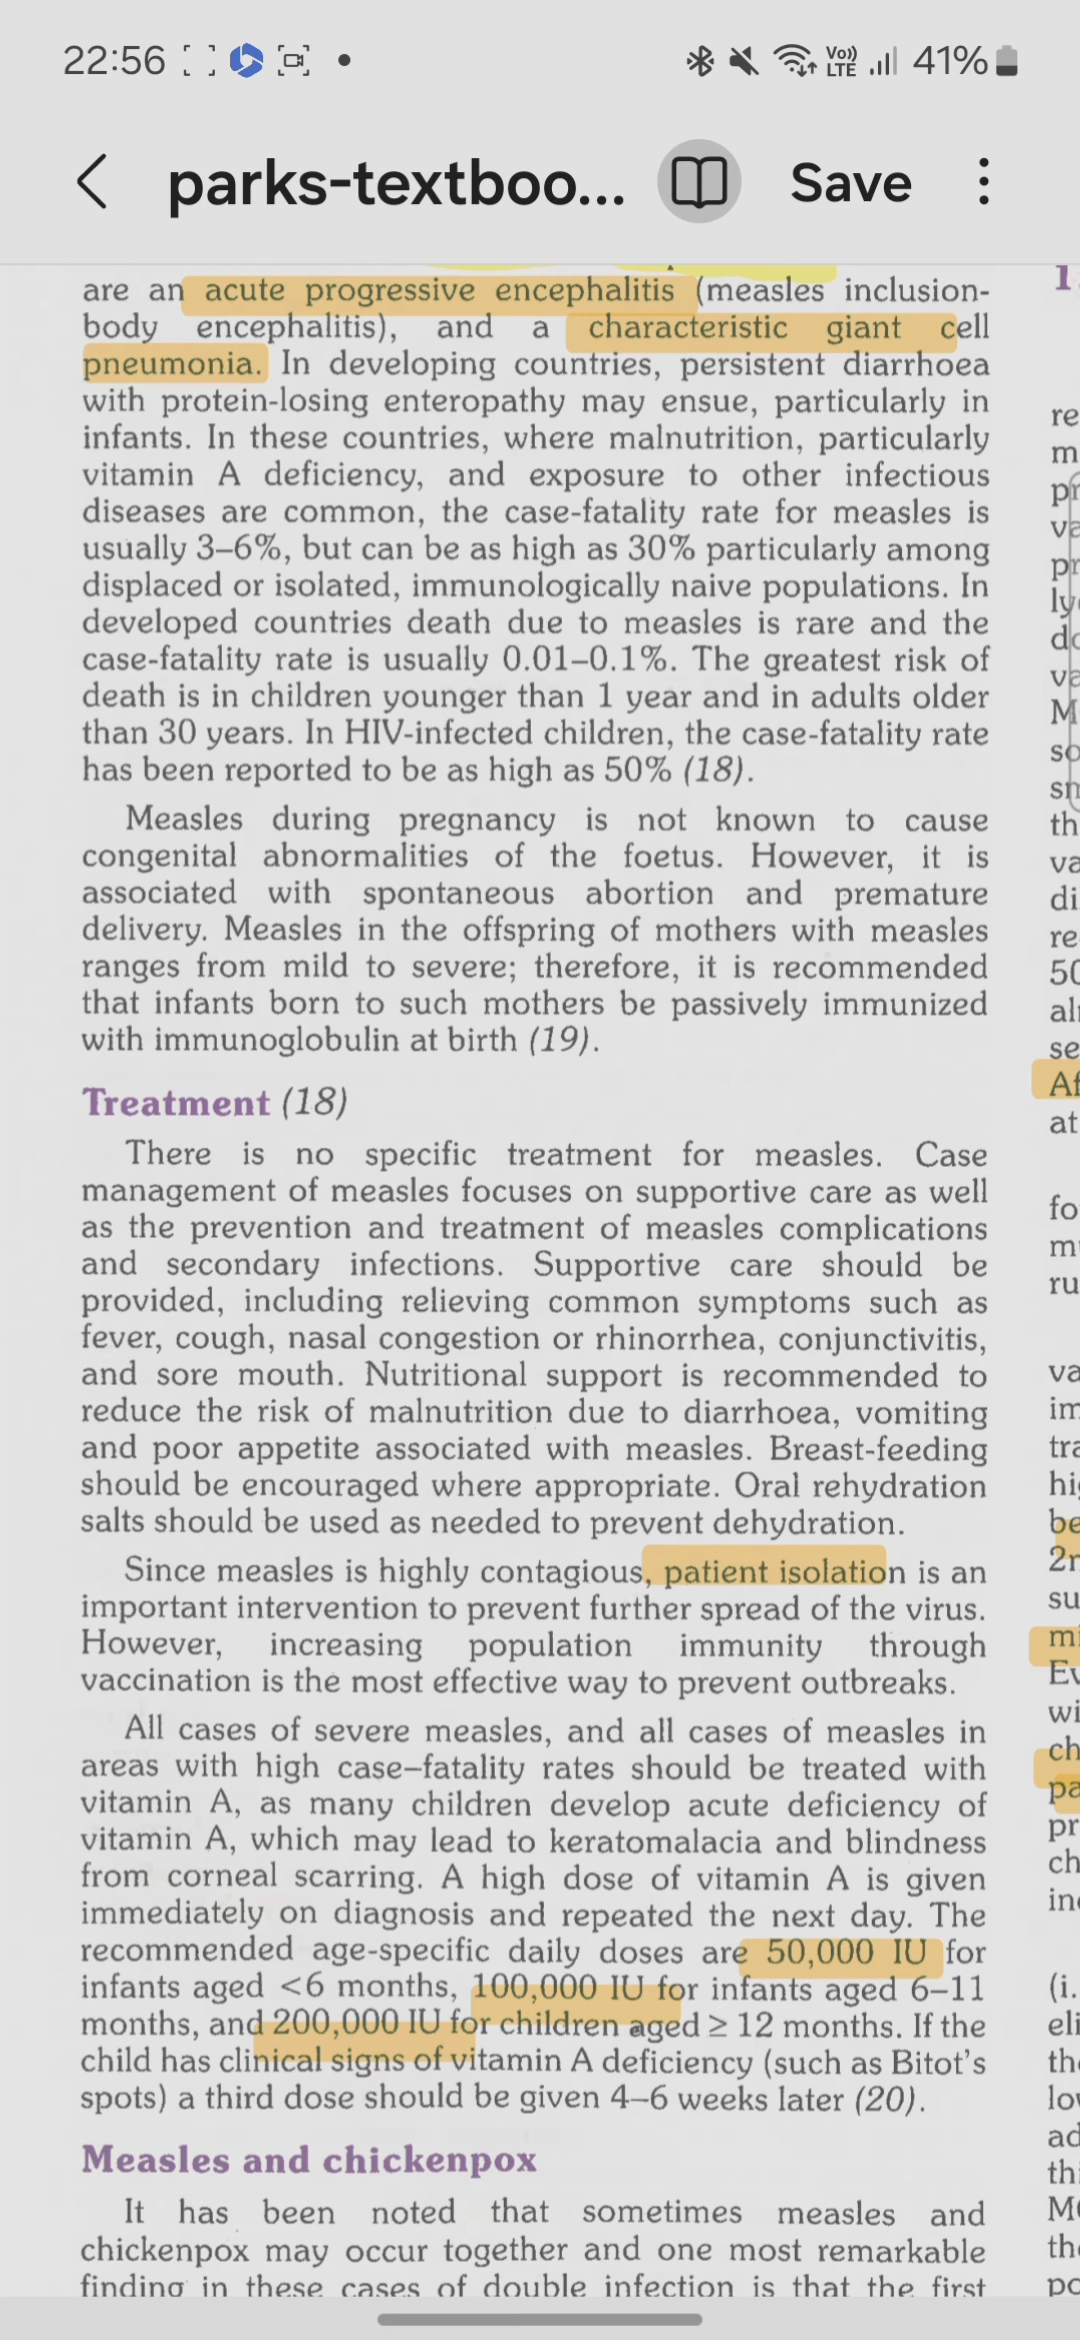 22:56
Vo)) LTE 41%
parks-textboo... Save
are an acute progressive encephalitis (measles inclusion-
body encephalitis), and a characteristic giant cell
pneumonia. In developing countries, persistent diarrhoea
with protein-losing enteropathy may ensue, particularly in
infants. In these countries, where malnutrition, particularly
vitamin A deficiency, and exposure to other infectious
diseases are common, the case-fatality rate for measles is
usually 3–6%, but can be as high as 30% particularly among
displaced or isolated, immunologically naive populations. In
developed countries death due to measles is rare and the
case-fatality rate is usually 0.01–0.1%. The greatest risk of
death is in children younger than 1 year and in adults older
than 30 years. In HIV-infected children, the case-fatality rate
has been reported to be as high as 50% (18).
Measles during pregnancy is not known to cause
congenital abnormalities of the foetus. However, it is
associated with spontaneous abortion and premature
delivery. Measles in the offspring of mothers with measles
ranges from mild to severe; therefore, it is recommended
that infants born to such mothers be passively immunized
with immunoglobulin at birth (19).
Treatment (18)
There is no specific treatment for measles. Case
management of measles focuses on supportive care as well
as the prevention and treatment of measles complications
and secondary infections. Supportive care should be
provided, including relieving common symptoms such as
fever, cough, nasal congestion or rhinorrhea, conjunctivitis,
and sore mouth. Nutritional support is recommended to
reduce the risk of malnutrition due to diarrhoea, vomiting
and poor appetite associated with measles. Breast-feeding
should be encouraged where appropriate. Oral rehydration
salts should be used as needed to prevent dehydration.
Since measles is highly contagious, patient isolation is an
important intervention to prevent further spread of the virus.
However, increasing population immunity through
vaccination is the most effective way to prevent outbreaks.
All cases of severe measles, and all cases of measles in
areas with high case–fatality rates should be treated with
vitamin A, as many children develop acute deficiency of
vitamin A, which may lead to keratomalacia and blindness
from corneal scarring. A high dose of vitamin A is given
immediately on diagnosis and repeated the next day. The
recommended age-specific daily doses are 50,000 IU for
infants aged <6 months, 100,000 IU for infants aged 6–11
months, and 200,000 IU for children aged ≥ 12 months. If the
child has clinical signs of vitamin A deficiency (such as Bitot's
spots) a third dose should be given 4–6 weeks later (20).
Measles and chickenpox
It has been noted that sometimes measles and
chickenpox may occur together and one most remarkable
finding in these cases of double infection is that the first